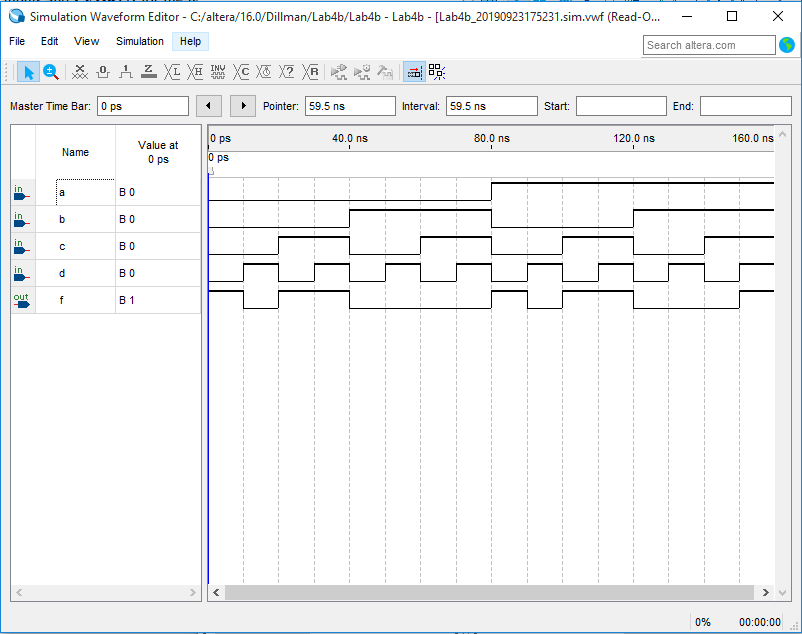 Simulation Waveform Editor - C:/altera/16.0/Dillman/Lab4b/Lab4b - Lab4b - [Lab4b_20190923175231.sim.vwf (Read-O...
File Edit View Simulation Help
Search altera.com
Master Time Bar: 0 ps Pointer: 59.5 ns Interval: 59.5 ns Start: End:
Name Value at 0 ps 0 ps 40.0 ns 80.0 ns 120.0 ns 160.0 ns
0 ps
in a B 0
in b B 0
in c B 0
in d B 0
out f B 1
0% 00:00:00